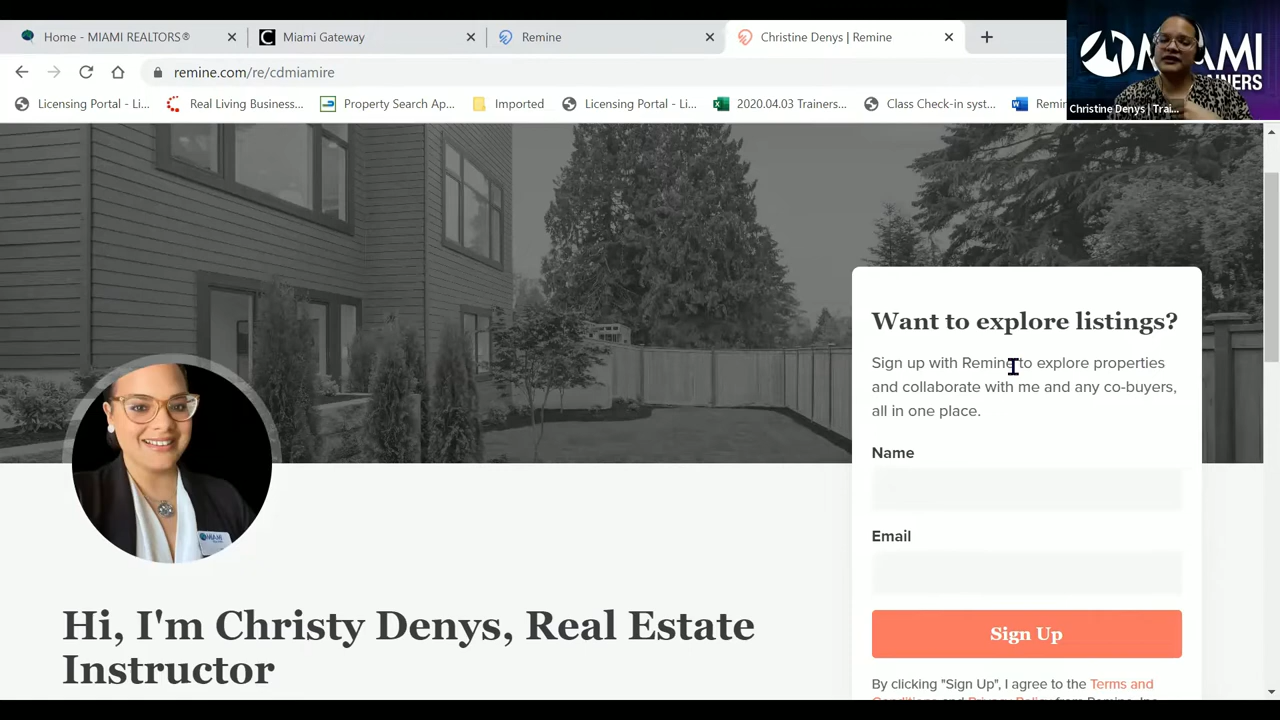 Home - MIAMI REALTORS®
Miami Gateway
Remine
Christine Denys | Remine
remine.com/re/cdmiamire
Licensing Portal - Li...
Real Living Business...
Property Search Ap...
Imported
Licensing Portal - Li...
2020.04.03 Trainers...
Class Check-in syst...
Christine Denys | Trai...
Want to explore listings?
Sign up with Remine to explore properties
and collaborate with me and any co-buyers,
all in one place.
Name
Email
Sign Up
By clicking "Sign Up", I agree to the Terms and
Hi, I'm Christy Denys, Real Estate
Instructor